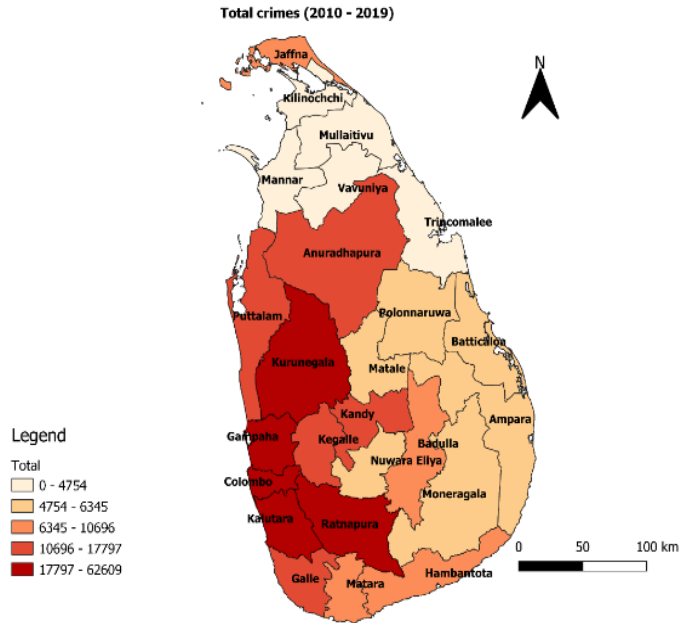 Total crimes (2010 - 2019)
Jaffna
N
Kilinochchi
Mullaitivu
Mannar
Vavuniya
Trincomalee
Anuradhapura
Polonnaruwa
Puttalam
Batticiloa
Kurunegala
Matale
Kandy
Ampara
Gampaha
Kegalle
Badulla
Nuwara Eliya
Colombo
Moneragala
Kalutara
Ratnapura
Galle
Matara
Hambantota
Legend
Total
0 - 4754
4754 - 6345
6345 - 10696
10696 - 17797
17797 - 62609
0 50 100 km